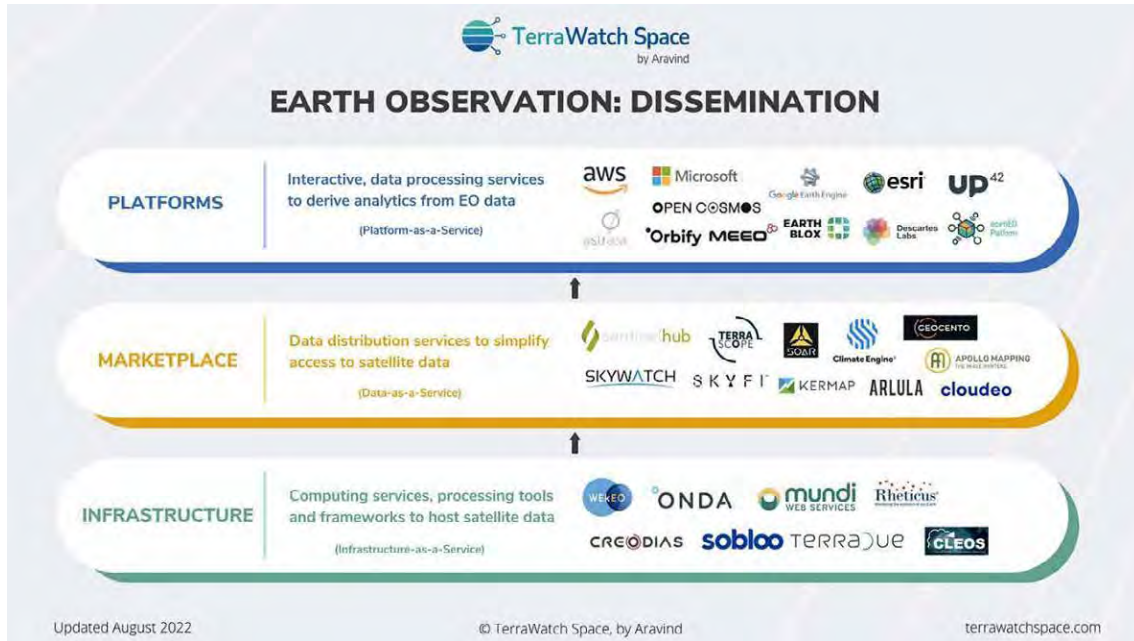 TerraWatch Space
by Aravind
EARTH OBSERVATION: DISSEMINATION
PLATFORMS
Interactive, data processing services
to derive analytics from EO data
(Platform-as-a-Service)
aws
Microsoft
Google Earth Engine
esri
UP42
OPEN COSMOS
Orbify
MEEO
EARTH
BLOX
Descartes
Labs
Platform
MARKETPLACE
Data distribution services to simplify
access to satellite data
(Data-as-a-Service)
hub
TERRA
SCOPE
SOAR
Climate Engine
GEOCENTO
APOLLO MAPPING
SKYWATCH
SKYFI
KERMAP
ARLULA
cloudeo
INFRASTRUCTURE
Computing services, processing tools
and frameworks to host satellite data
(Infrastructure-as-a-Service)
WEkEO
ONDA
mundi
WEB SERVICES
Rheticus
CREODIAS
sobloo
TERRADUE
CLEOS
Updated August 2022
© TerraWatch Space, by Aravind
terrawatchspace.com